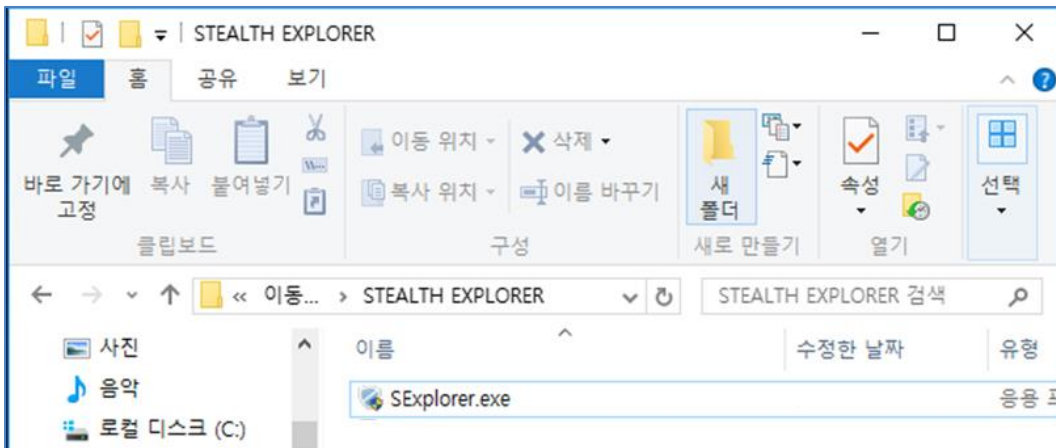 STEALTH EXPLORER
파일 홈 공유 보기
바로 가기에 고정
복사
붙여넣기
클립보드
이동 위치
복사 위치
삭제
이름 바꾸기
구성
새 폴더
새로 만들기
속성
열기
선택
« 이동... › STEALTH EXPLORER
STEALTH EXPLORER 검색
사진
음악
로컬 디스크 (C:)
이름 수정한 날짜 유형
SExplorer.exe 응용